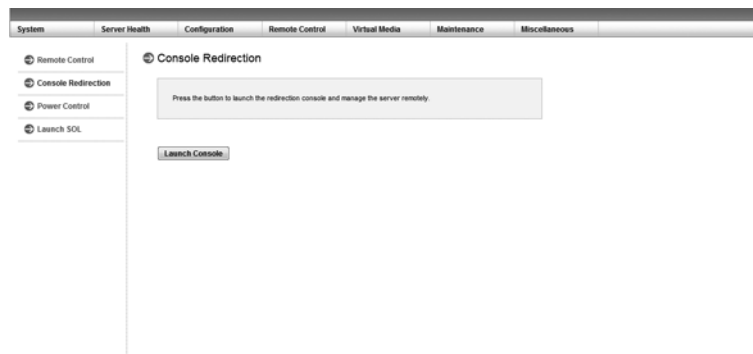 System Server Health Configuration Remote Control Virtual Media Maintenance Miscellaneous
Remote Control
Console Redirection
Power Control
Launch SOL
Console Redirection
Press the button to launch the redirection console and manage the server remotely.
Launch Console